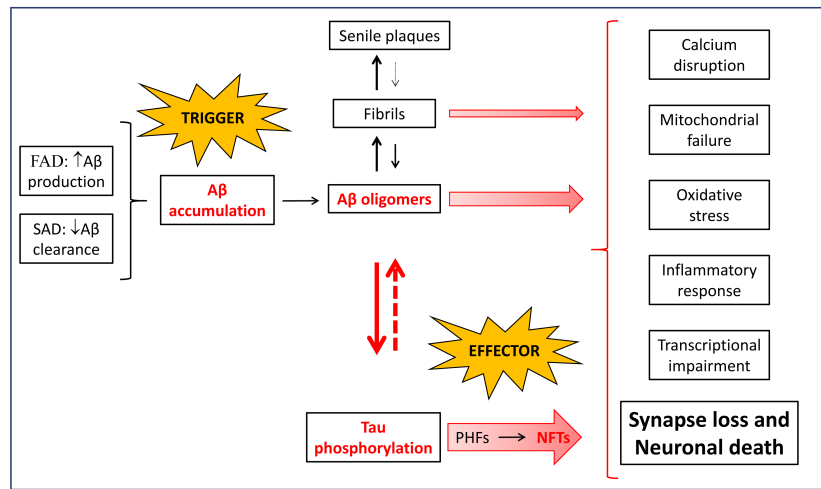 Senile plaques
Fibrils
TRIGGER
FAD: ↑Aβ
production
SAD: ↓Aβ
clearance
Aβ
accumulation
Aβ oligomers
EFFECTOR
Tau
phosphorylation
PHFs → NFTs
Calcium
disruption
Mitochondrial
failure
Oxidative
stress
Inflammatory
response
Transcriptional
impairment
Synapse loss and
Neuronal death